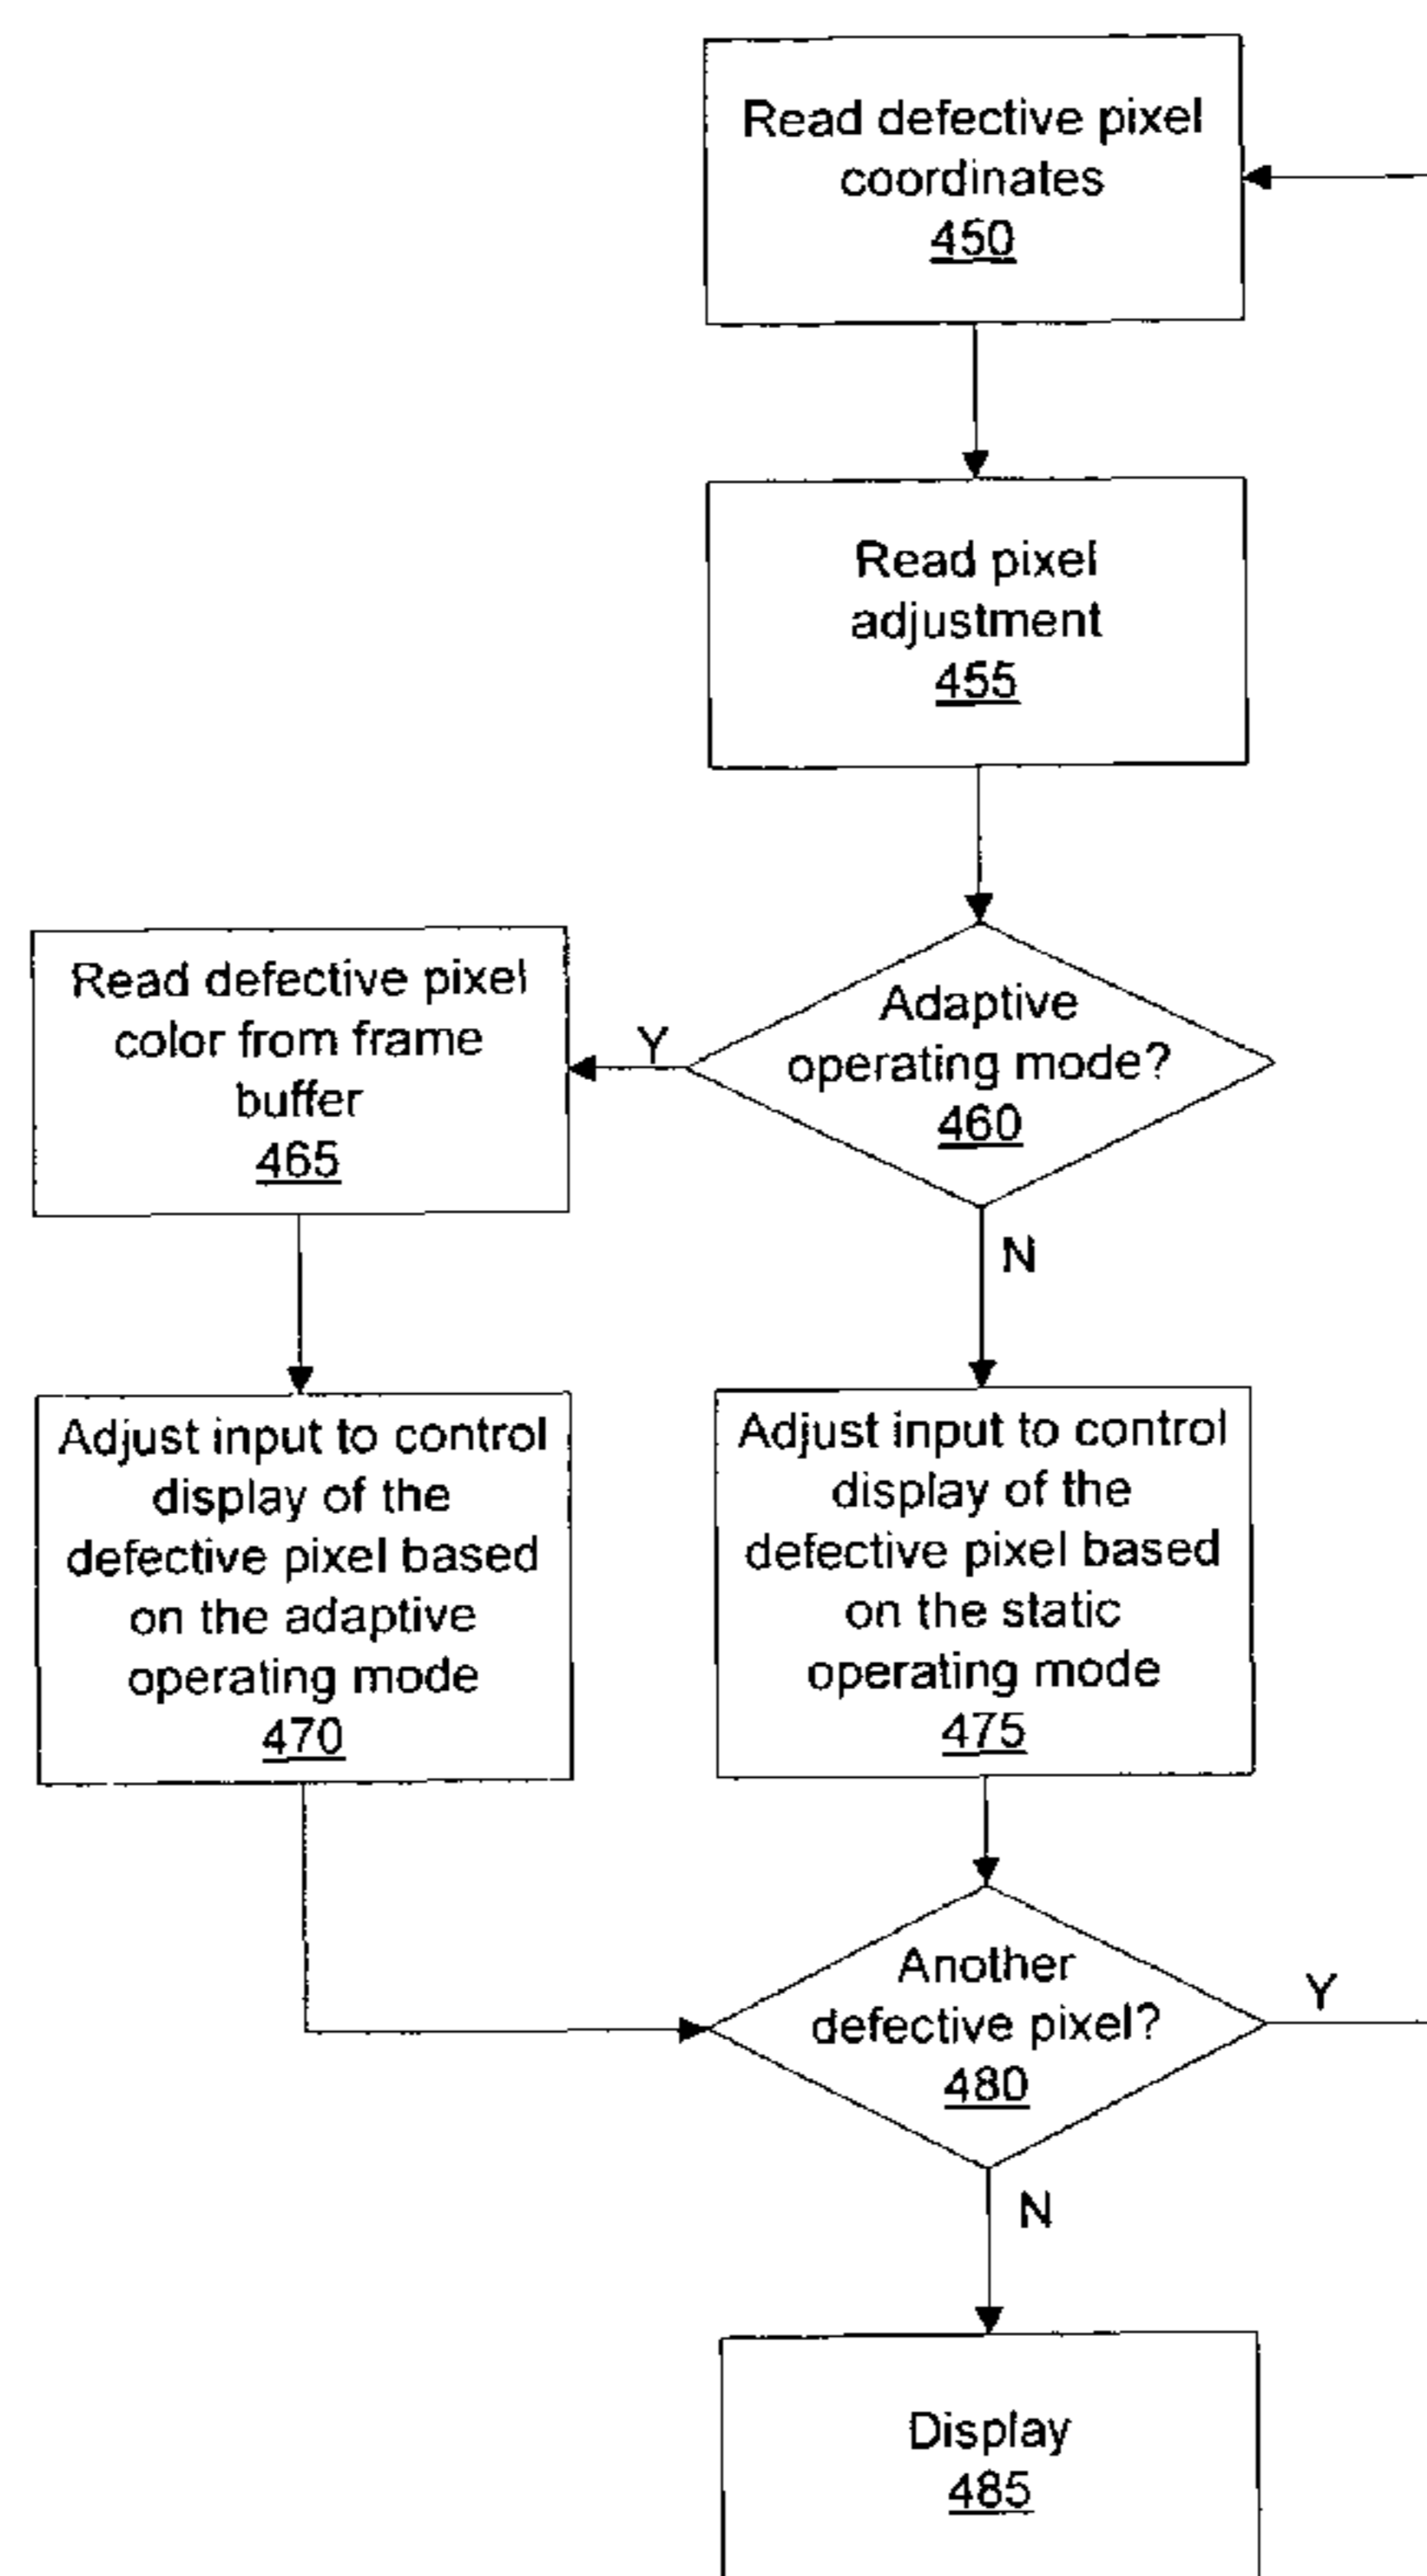 Read defective pixel
coordinates
450
Read pixel
adjustment
455
Adaptive
operating mode?
460
Y
N
Read defective pixel
color from frame
buffer
465
Adjust input to control
display of the
defective pixel based
on the adaptive
operating mode
470
Adjust input to control
display of the
defective pixel based
on the static
operating mode
475
Another
defective pixel?
480
Y
N
Display
485